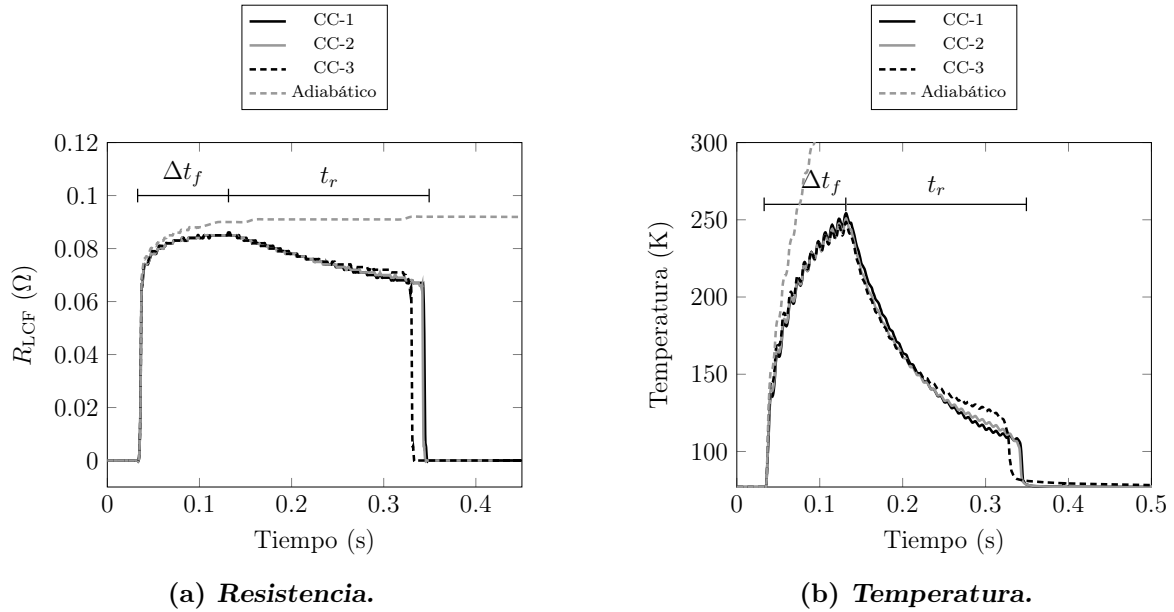 CC-1
CC-2
CC-3
Adiabático
0.12
0.1
0.08
0.06
0.04
0.02
0
R_LCF (Ω)
Δt_f
t_r
0 0.1 0.2 0.3 0.4
Tiempo (s)
(a) Resistencia.
CC-1
CC-2
CC-3
Adiabático
300
250
200
150
100
Temperatura (K)
Δt_f
t_r
0 0.1 0.2 0.3 0.4 0.5
Tiempo (s)
(b) Temperatura.